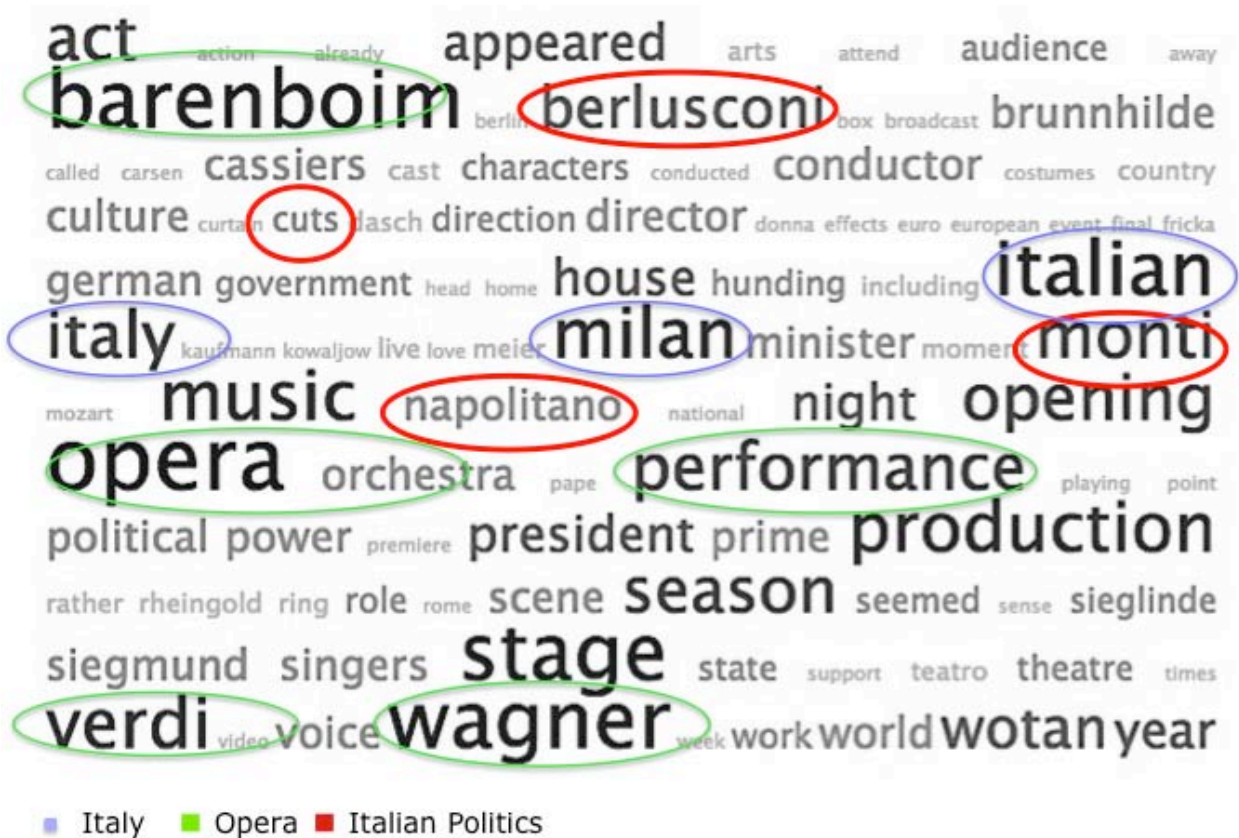 act action already appeared arts attend audience away
barenboim berlin berlusconi box broadcast brunnhilde
called carsen cassiers cast characters conducted conductor costumes country
culture curtain cuts dasch direction director donna effects euro european event final fricka
german government head home house hunding including italian
italy kaufmann kowaljow live love meier milan minister moment monti
mozart music napolitano national night opening
opera orchestra pape performance playing point
political power premiere president prime production
rather rheingold ring role rome scene season seemed sense sieglinde
siegmund singers stage state support teatro theatre times
verdi video voice wagner week work world wotan year
Italy Opera Italian Politics